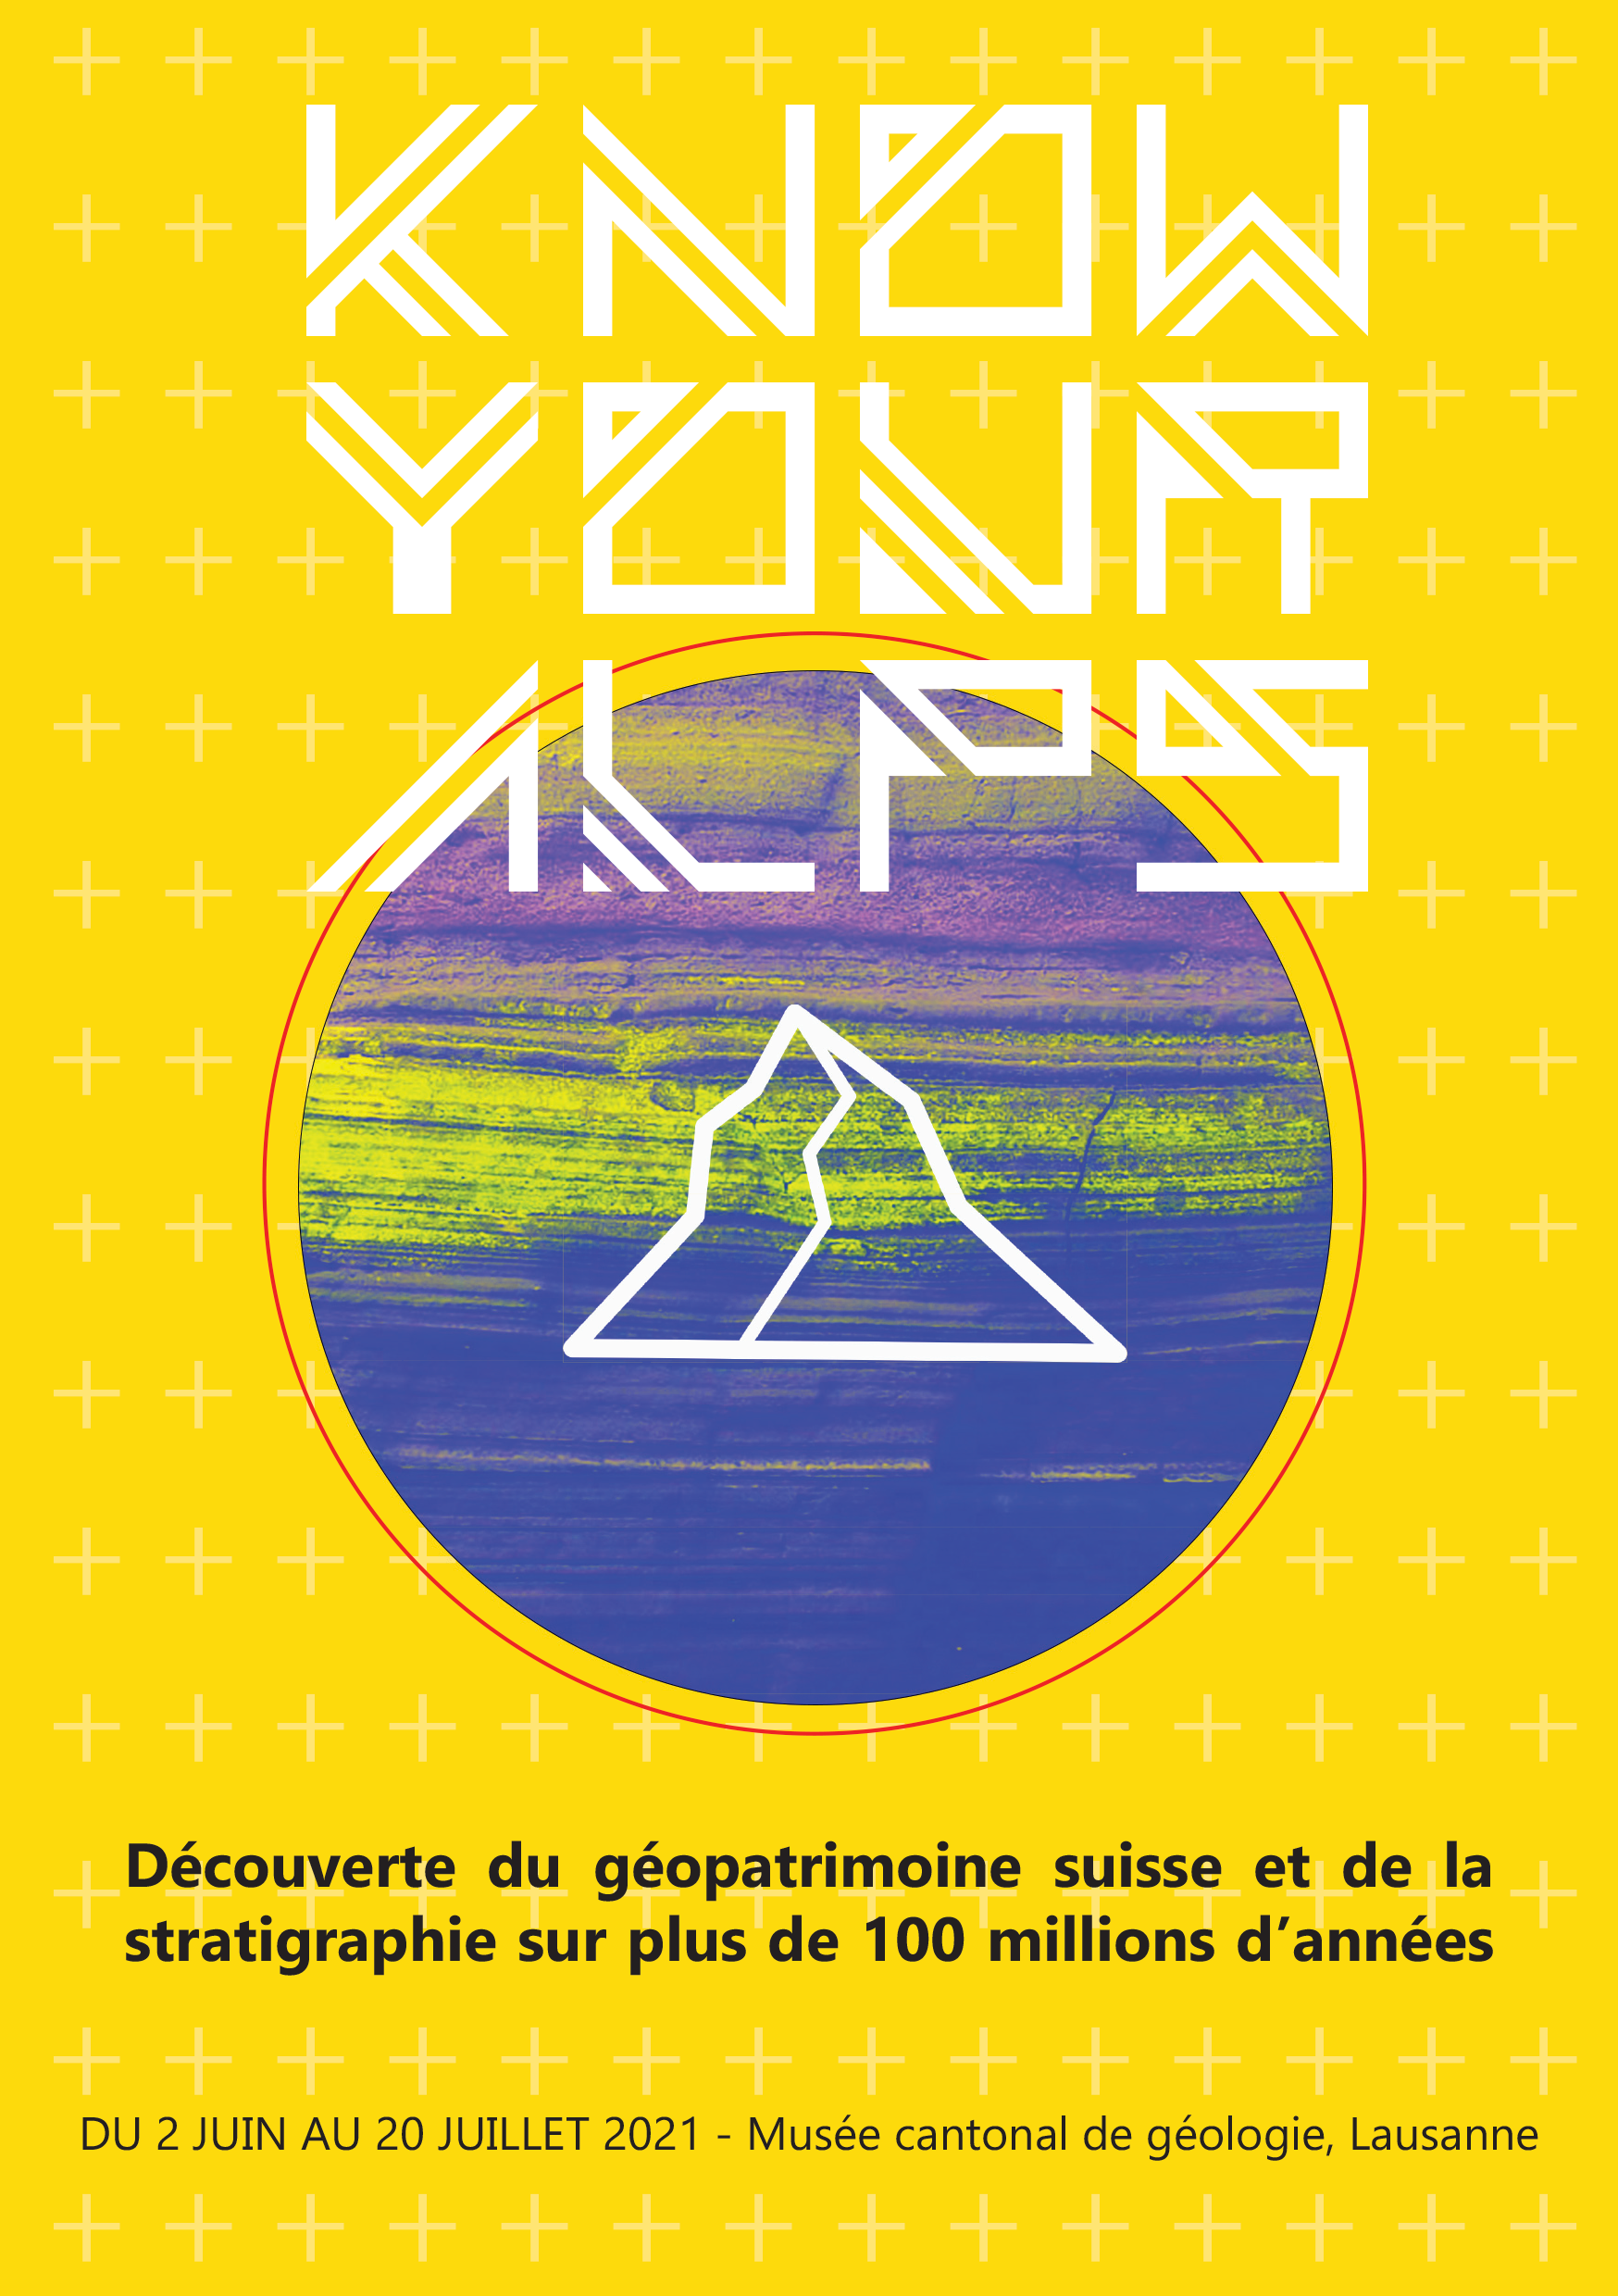 KNOW
YOUR
ALPS
Découverte du géopatrimoine suisse et de la
stratigraphie sur plus de 100 millions d’années
DU 2 JUIN AU 20 JUILLET 2021 - Musée cantonal de géologie, Lausanne